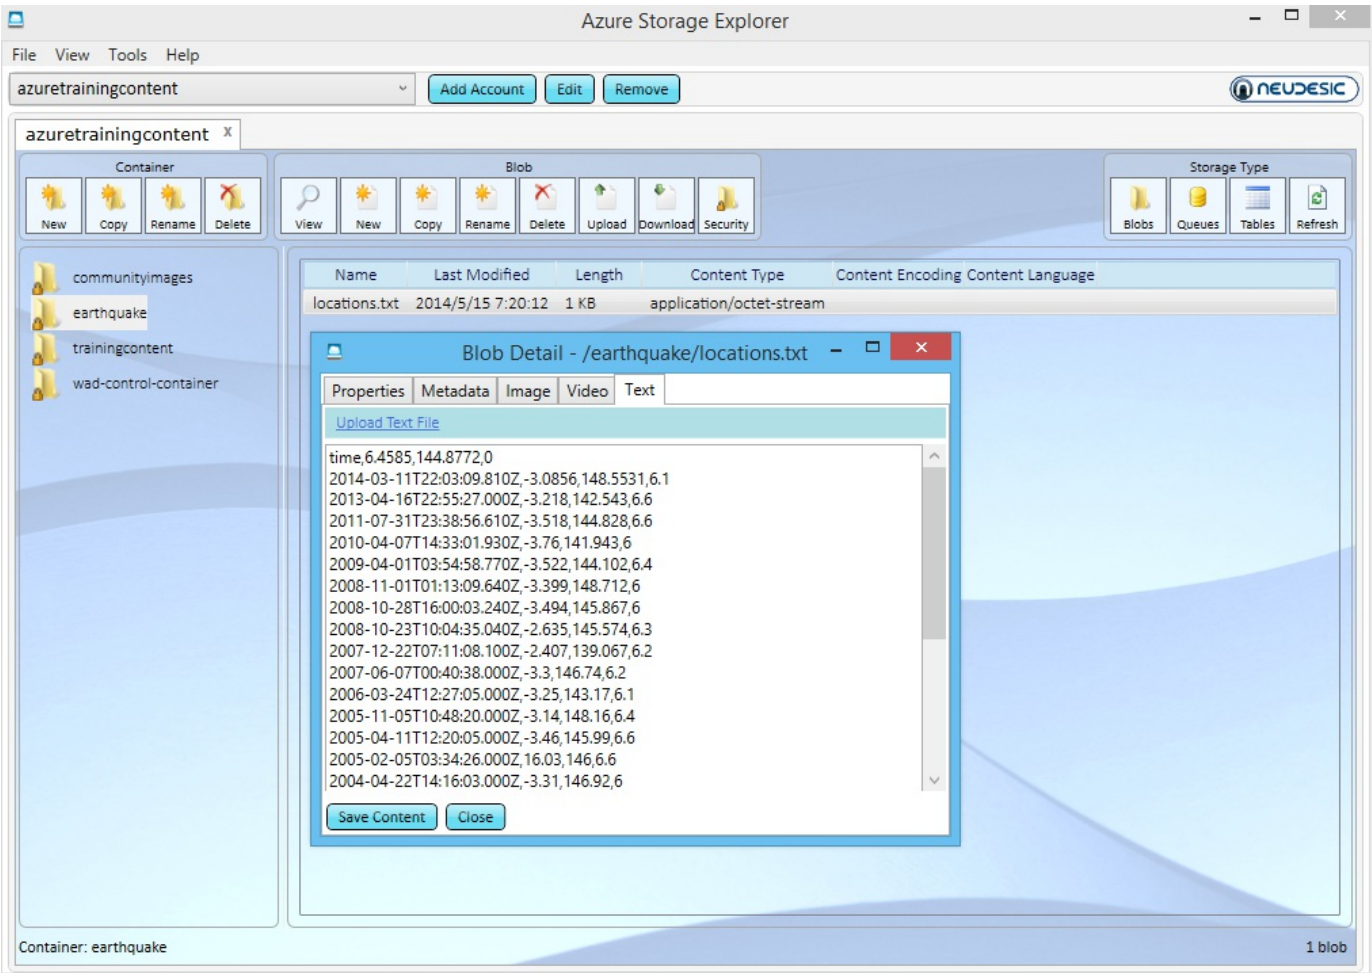 Azure Storage Explorer
File View Tools Help
azuretrainingcontent Add Account Edit Remove NEUDESIC
azuretrainingcontent x
Container Blob Storage Type
New Copy Rename Delete View New Copy Rename Delete Upload Download Security Blobs Queues Tables Refresh
communityimages
earthquake
trainingcontent
wad-control-container
Name Last Modified Length Content Type Content Encoding Content Language
locations.txt 2014/5/15 7:20:12 1 KB application/octet-stream
Blob Detail - /earthquake/locations.txt
Properties Metadata Image Video Text
Upload Text File
time,6.4585,144.8772,0
2014-03-11T22:03:09.810Z,-3.0856,148.5531,6.1
2013-04-16T22:55:27.000Z,-3.218,142.543,6.6
2011-07-31T23:38:56.610Z,-3.518,144.828,6.6
2010-04-07T14:33:01.930Z,-3.76,141.943,6
2009-04-01T03:54:58.770Z,-3.522,144.102,6.4
2008-11-01T01:13:09.640Z,-3.399,148.712,6
2008-10-28T16:00:03.240Z,-3.494,145.867,6
2008-10-23T10:04:35.040Z,-2.635,145.574,6.3
2007-12-22T07:11:08.100Z,-2.407,139.067,6.2
2007-06-07T00:40:38.000Z,-3.3,146.74,6.2
2006-03-24T12:27:05.000Z,-3.25,143.17,6.1
2005-11-05T10:48:20.000Z,-3.14,148.16,6.4
2005-04-11T12:20:05.000Z,-3.46,145.99,6.6
2005-02-05T03:34:26.000Z,16.03,146,6.6
2004-04-22T14:16:03.000Z,-3.31,146.92,6
Save Content Close
Container: earthquake 1 blob